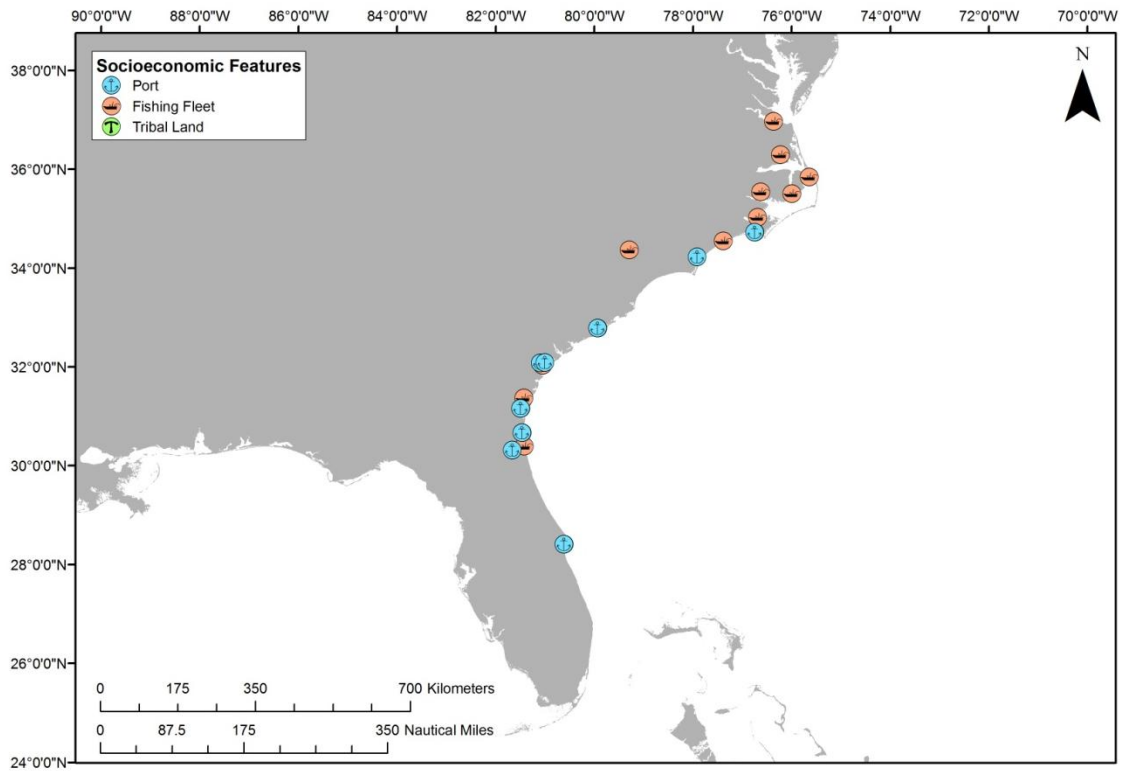 90°0'0"W 88°0'0"W 86°0'0"W 84°0'0"W 82°0'0"W 80°0'0"W 78°0'0"W 76°0'0"W 74°0'0"W 72°0'0"W 70°0'0"W
N
Socioeconomic Features
Port
Fishing Fleet
Tribal Land
38°0'0"N
36°0'0"N
34°0'0"N
32°0'0"N
30°0'0"N
28°0'0"N
26°0'0"N
24°0'0"N
0 175 350 700 Kilometers
0 87.5 175 350 Nautical Miles